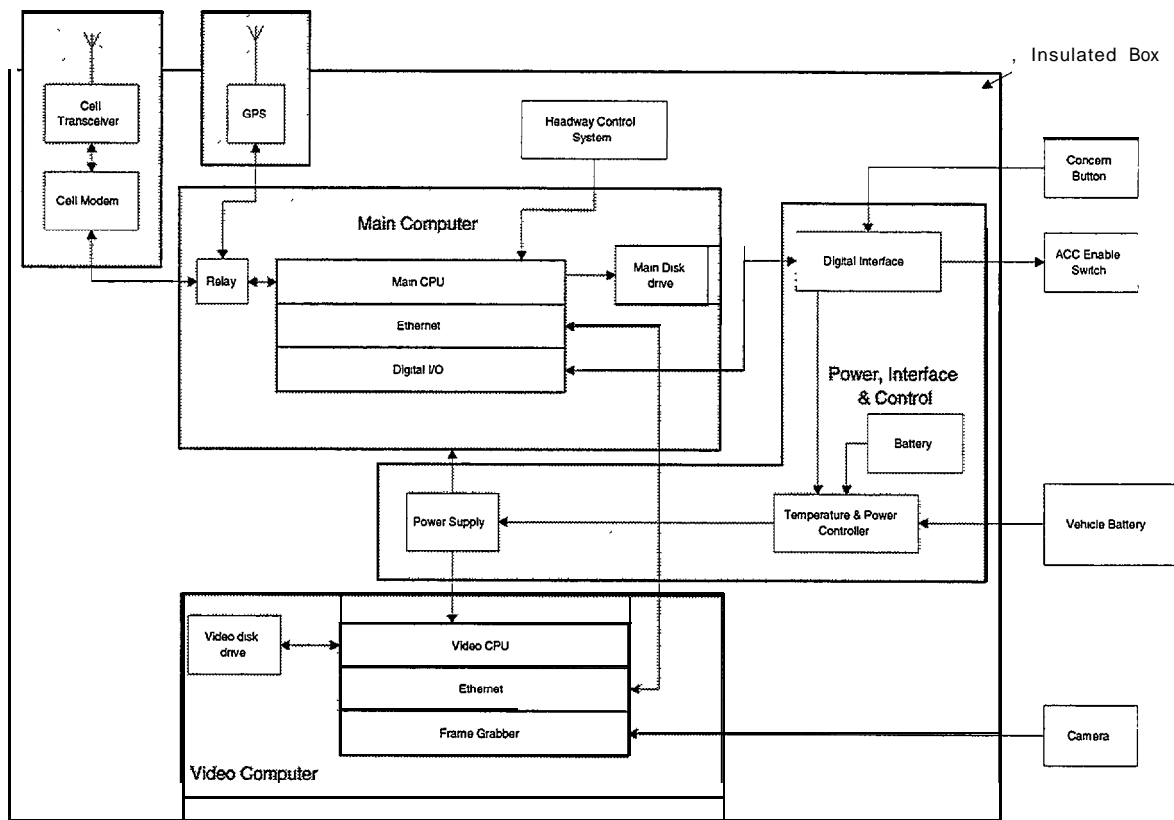 , Insulated Box
Cell
Transceiver
GPS
Headway Control
System
Concern
Button
Cell Modem
Main Computer
Digital Interface
ACC Enable
Switch
Relay
Main CPU
Main Disk
drive
Ethernet
Digital I/O
Power, Interface
& Control
Battery
Power Supply
Temperature & Power
Controller
Vehicle Battery
Video disk
drive
Video CPU
Ethernet
Frame Grabber
Camera
Video Computer